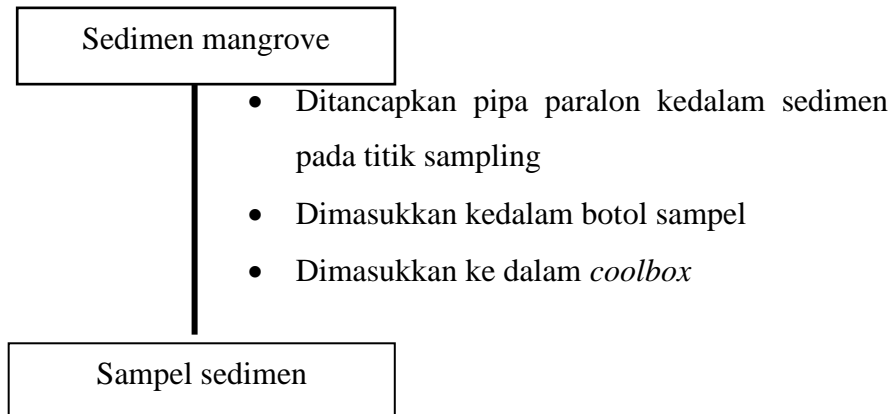 Sedimen mangrove
• Ditancapkan pipa paralon kedalam sedimen
pada titik sampling
• Dimasukkan kedalam botol sampel
• Dimasukkan ke dalam coolbox
Sampel sedimen